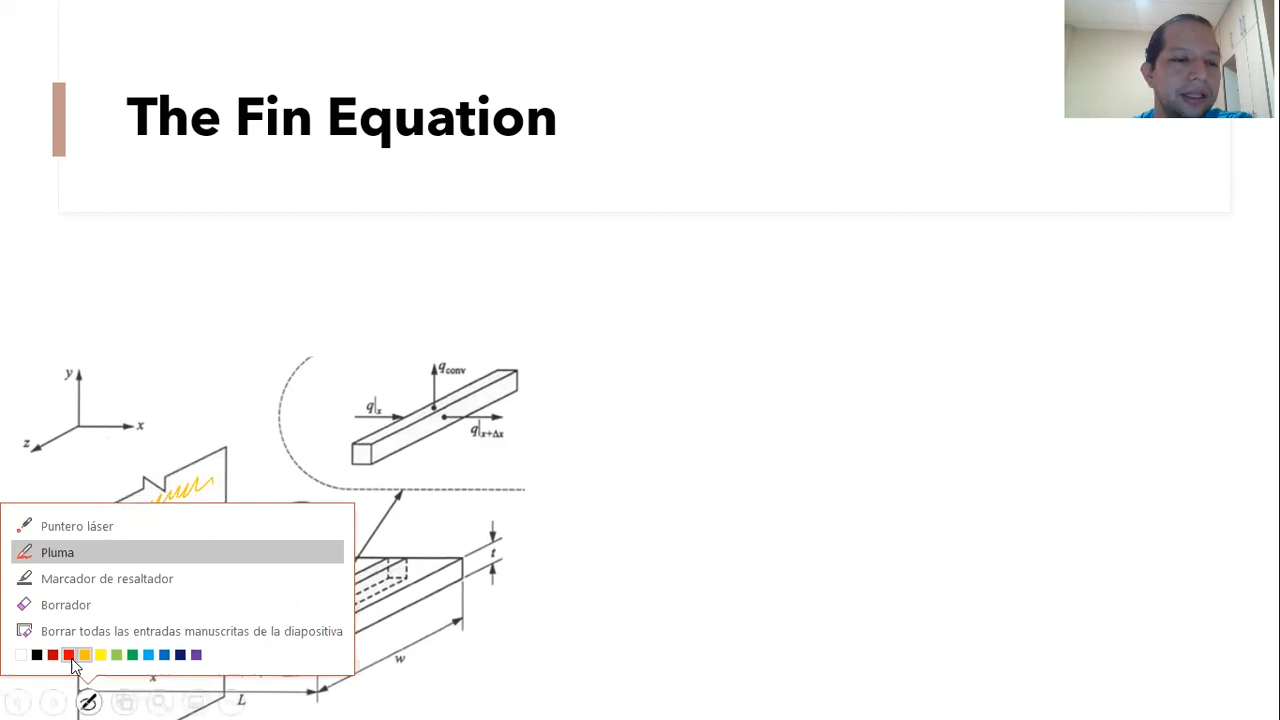 The Fin Equation
y
x
z
qconv
q|x
q|x+Δx
t
w
x
L
Puntero láser
Pluma
Marcador de resaltador
Borrador
Borrar todas las entradas manuscritas de la diapositiva